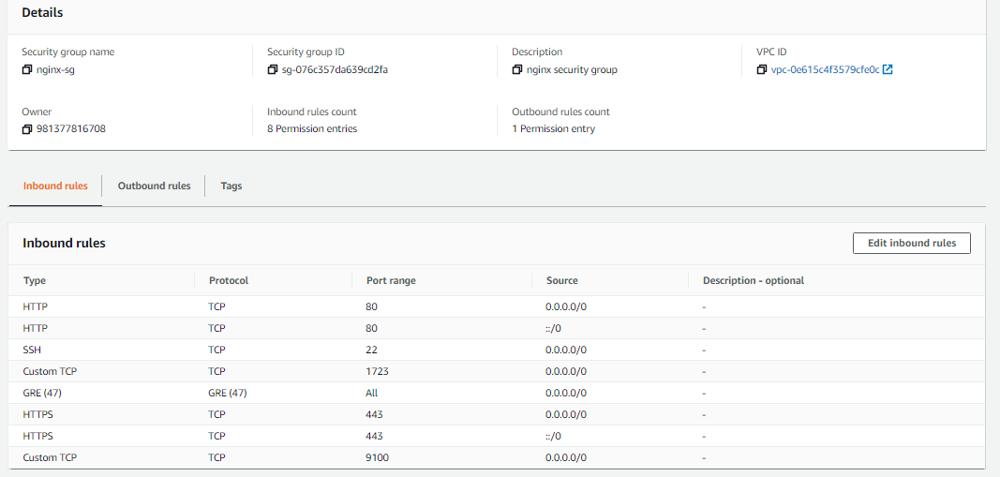 Details
Security group name Security group ID Description VPC ID
nginx-sg sg-076c357da639cd2fa nginx security group vpc-0e615c4f3579cfe0c
Owner Inbound rules count Outbound rules count
981377816708 8 Permission entries 1 Permission entry
Inbound rules Outbound rules Tags
Inbound rules Edit inbound rules
Type Protocol Port range Source Description - optional
HTTP TCP 80 0.0.0.0/0 -
HTTP TCP 80 ::/0 -
SSH TCP 22 0.0.0.0/0 -
Custom TCP TCP 1723 0.0.0.0/0 -
GRE (47) GRE (47) All 0.0.0.0/0 -
HTTPS TCP 443 0.0.0.0/0 -
HTTPS TCP 443 ::/0 -
Custom TCP TCP 9100 0.0.0.0/0 -